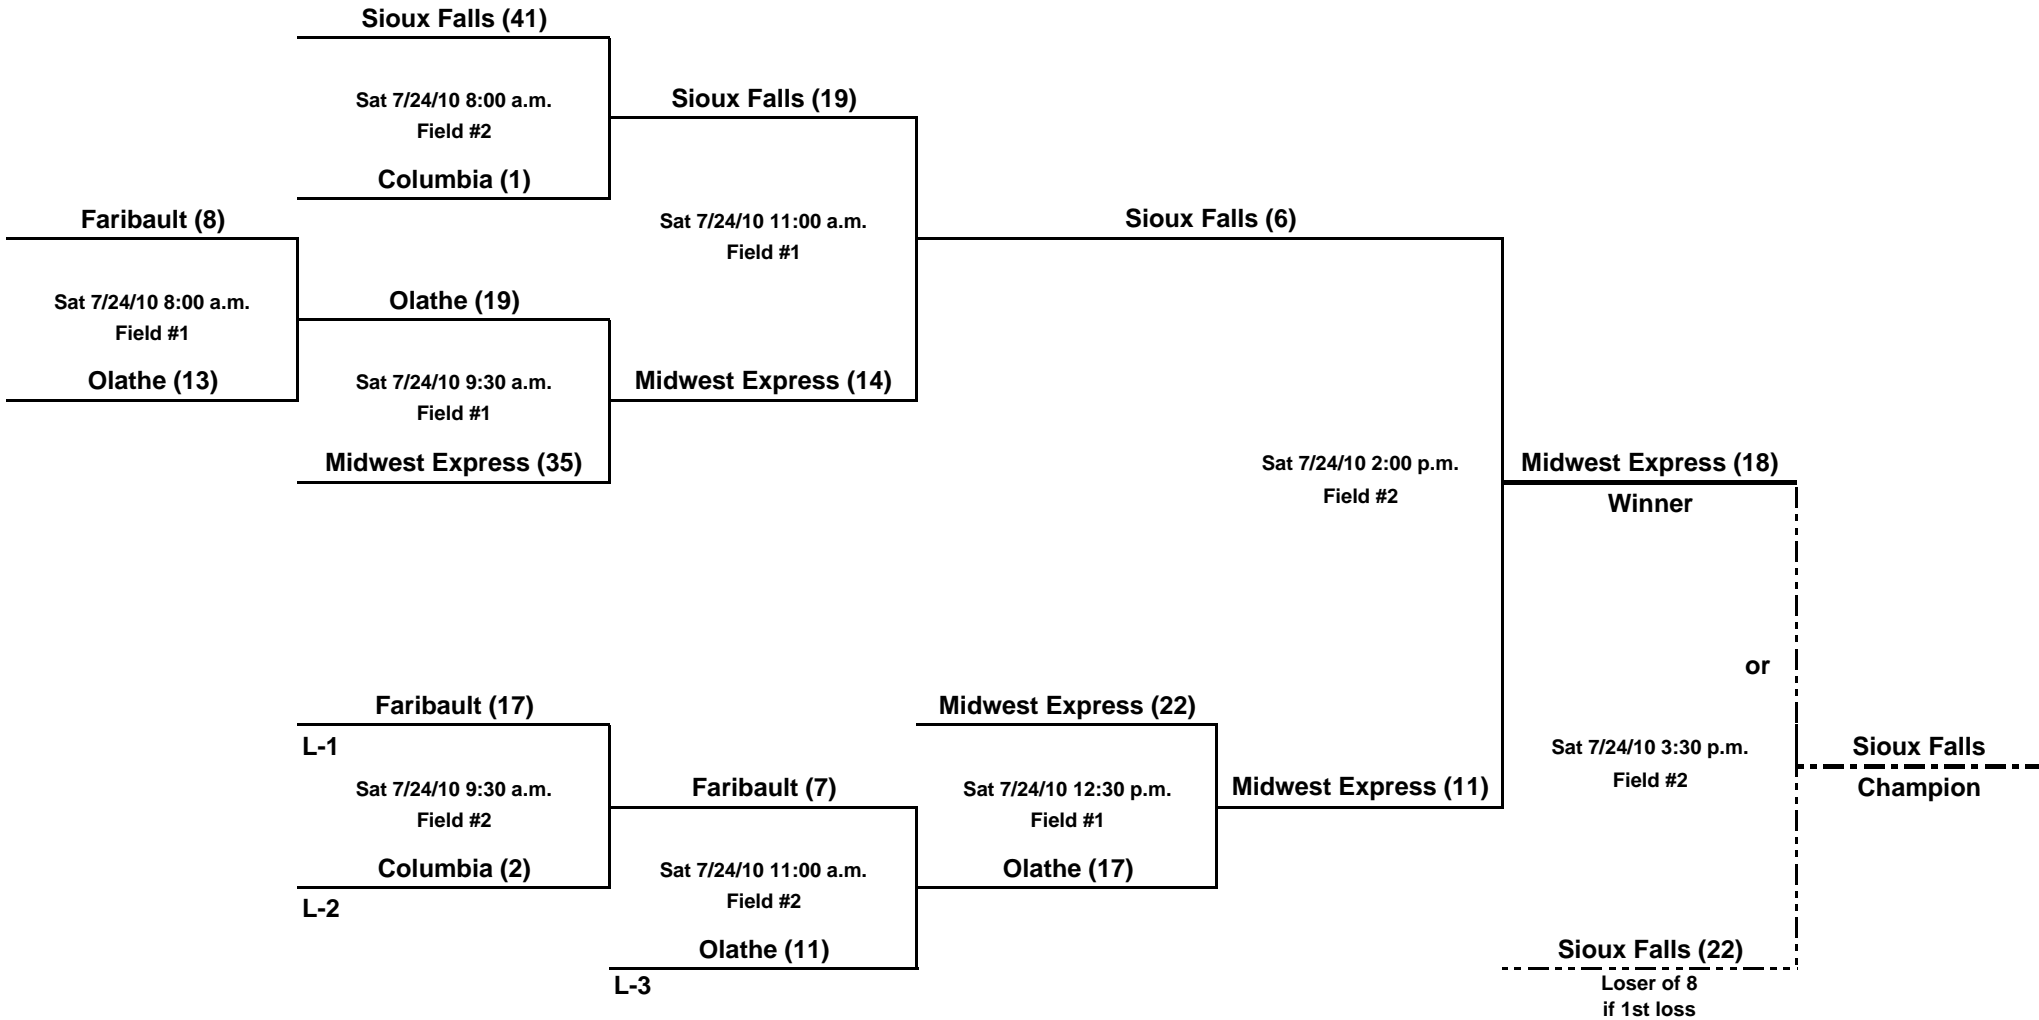 Sioux Falls (41)
Sat 7/24/10 8:00 a.m.
Field #2
Columbia (1)
Faribault (8)
Sat 7/24/10 8:00 a.m.
Field #1
Olathe (13)
Olathe (19)
Sat 7/24/10 9:30 a.m.
Field #1
Midwest Express (35)
Sioux Falls (19)
Sat 7/24/10 11:00 a.m.
Field #1
Midwest Express (14)
Sioux Falls (6)
Sat 7/24/10 2:00 p.m.
Field #2
Midwest Express (18)
Winner
or
Faribault (17)
L-1
Sat 7/24/10 9:30 a.m.
Field #2
Columbia (2)
L-2
Faribault (7)
Sat 7/24/10 11:00 a.m.
Field #2
Olathe (11)
L-3
Midwest Express (22)
Sat 7/24/10 12:30 p.m.
Field #1
Olathe (17)
Midwest Express (11)
Sat 7/24/10 3:30 p.m.
Field #2
Sioux Falls (22)
Loser of 8
if 1st loss
Sioux Falls
Champion